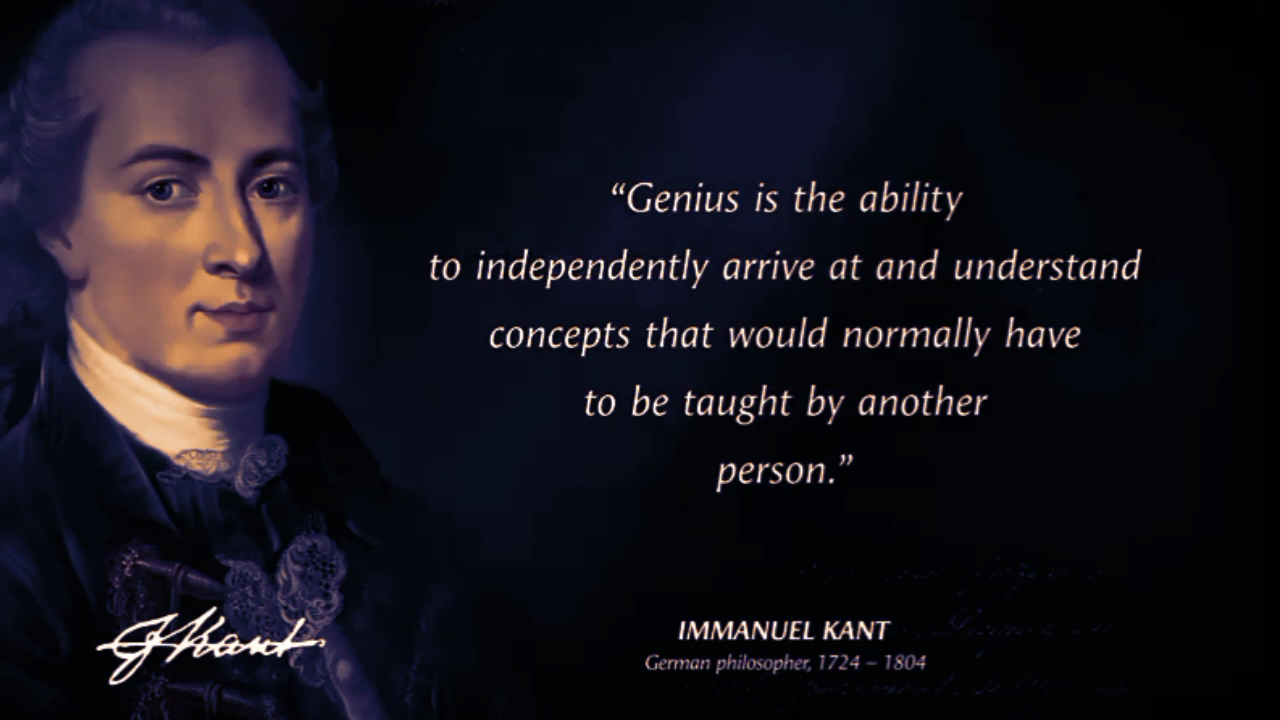 “Genius is the ability
to independently arrive at and understand
concepts that would normally have
to be taught by another
person.”
IMMANUEL KANT
German philosopher, 1724 – 1804
JKant